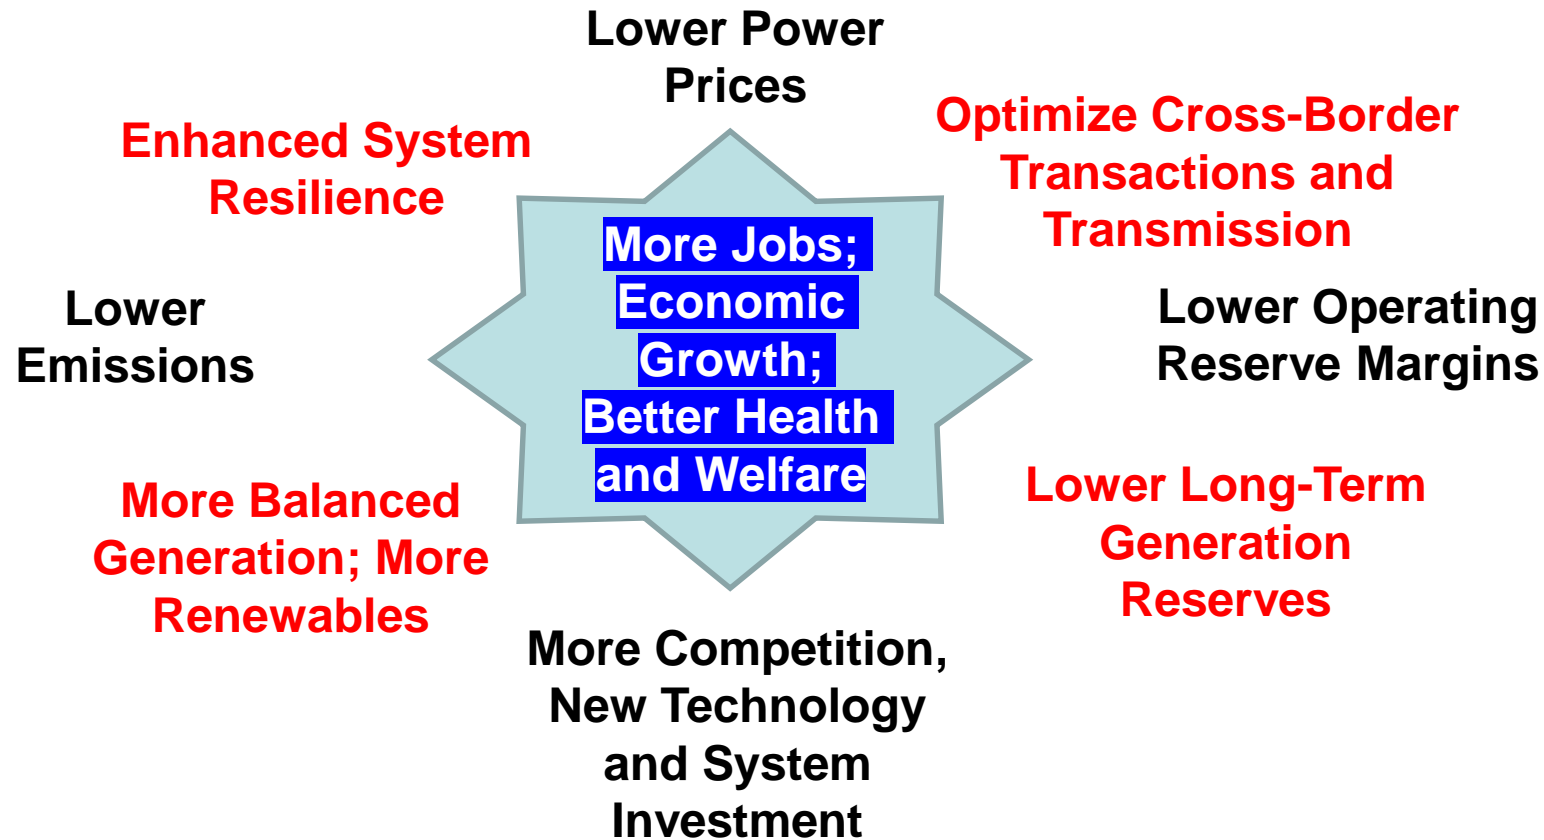 Lower Power
Prices
Enhanced System
Resilience
Optimize Cross-Border
Transactions and
Transmission
More Jobs;
Economic
Growth;
Better Health
and Welfare
Lower
Emissions
Lower Operating
Reserve Margins
More Balanced
Generation; More
Renewables
Lower Long-Term
Generation
Reserves
More Competition,
New Technology
and System
Investment